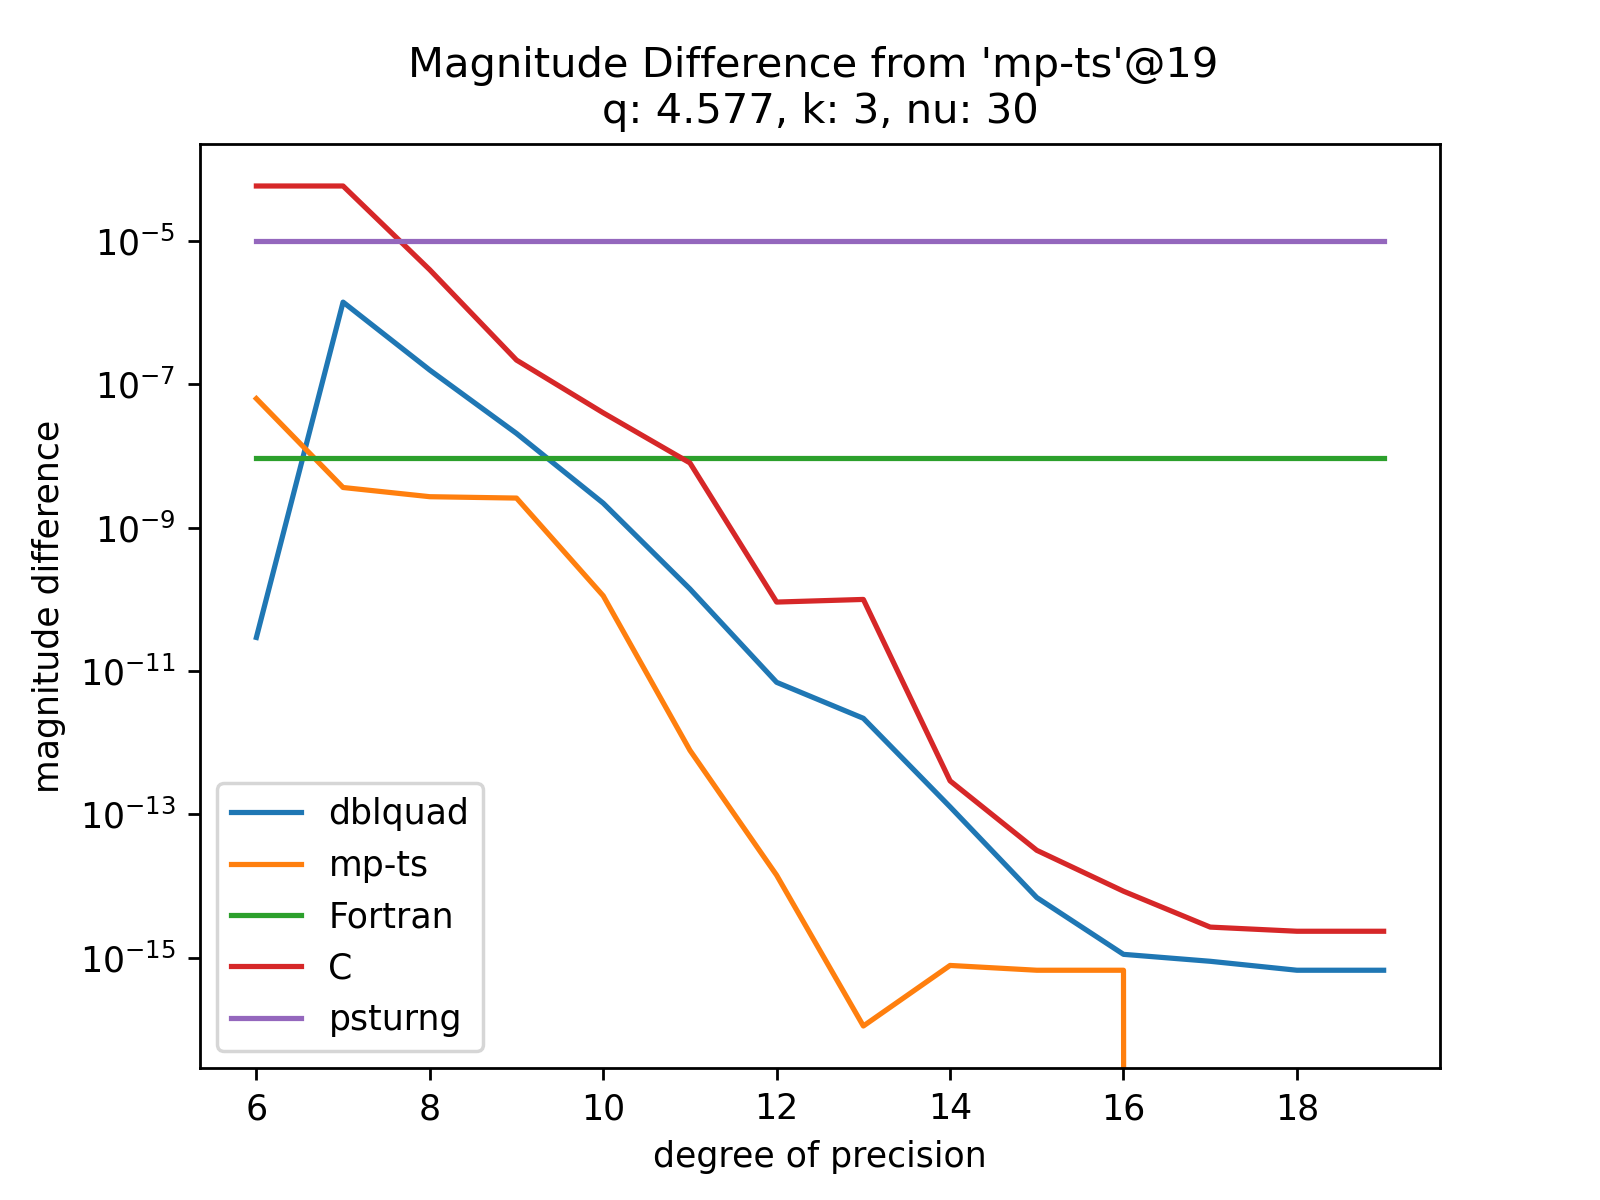 Magnitude Difference from 'mp-ts'@19
q: 4.577, k: 3, nu: 30
magnitude difference
10⁻⁵
10⁻⁷
10⁻⁹
10⁻¹¹
10⁻¹³
10⁻¹⁵
dblquad
mp-ts
Fortran
C
psturng
6 8 10 12 14 16 18
degree of precision